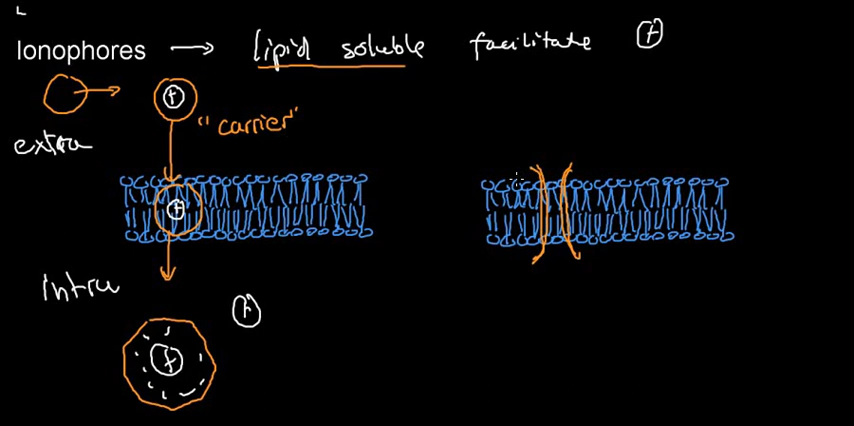 Ionophores → lipid soluble facilitate +
+
"carrier"
extra
+
intra
+
+